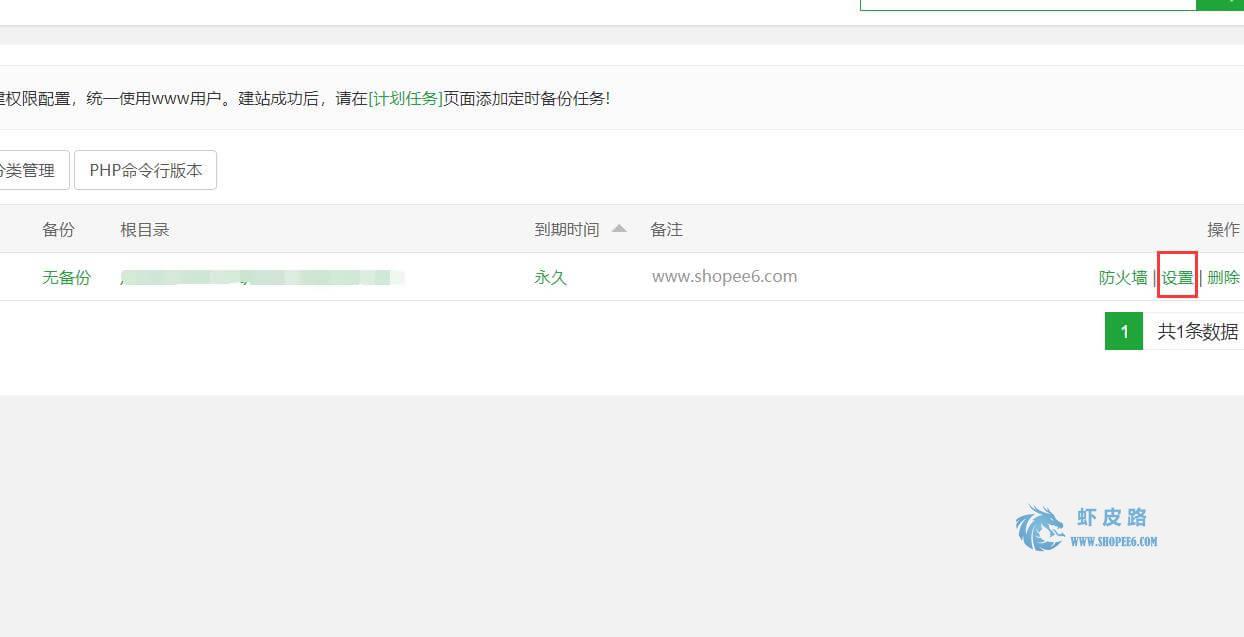 建权限配置，统一使用www用户。建站成功后，请在[计划任务]页面添加定时备份任务!
分类管理 PHP命令行版本
备份 根目录 到期时间 备注 操作
无备份 永久 www.shopee6.com 防火墙 | 设置 | 删除
1 共1条数据
虾皮路
WWW.SHOPEE6.COM